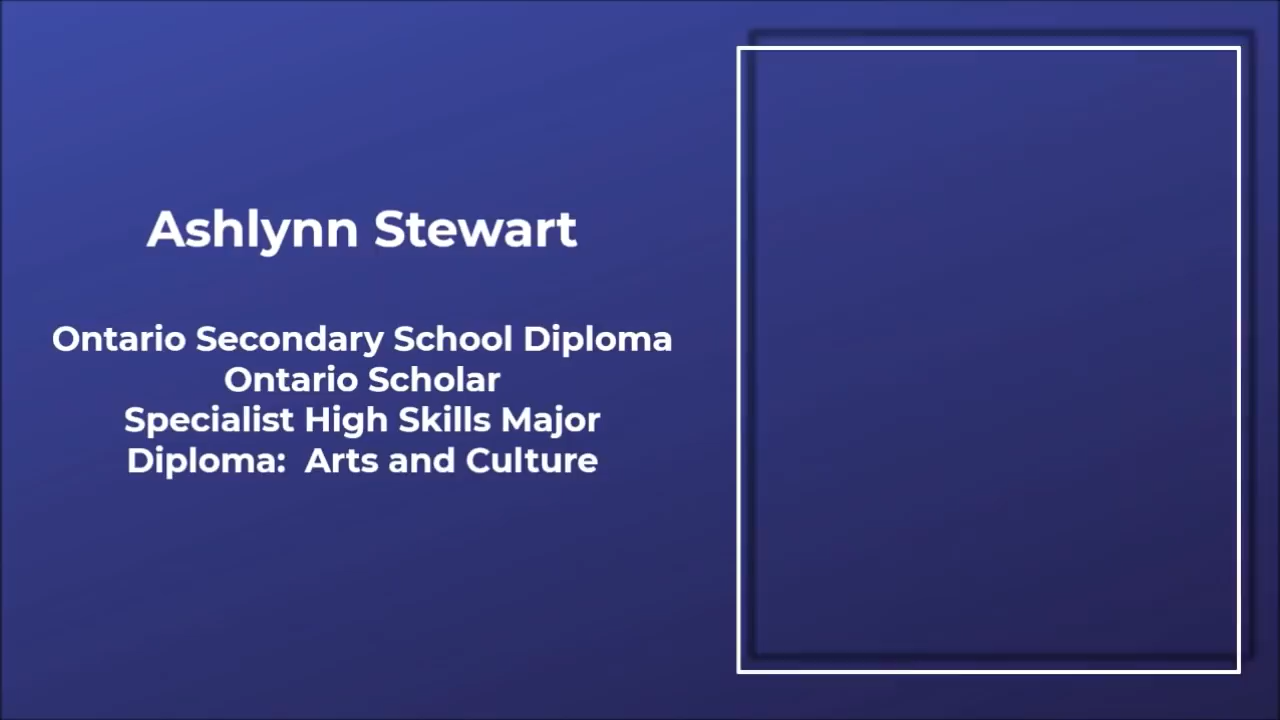 Ashlynn Stewart
Ontario Secondary School Diploma
Ontario Scholar
Specialist High Skills Major
Diploma:  Arts and Culture